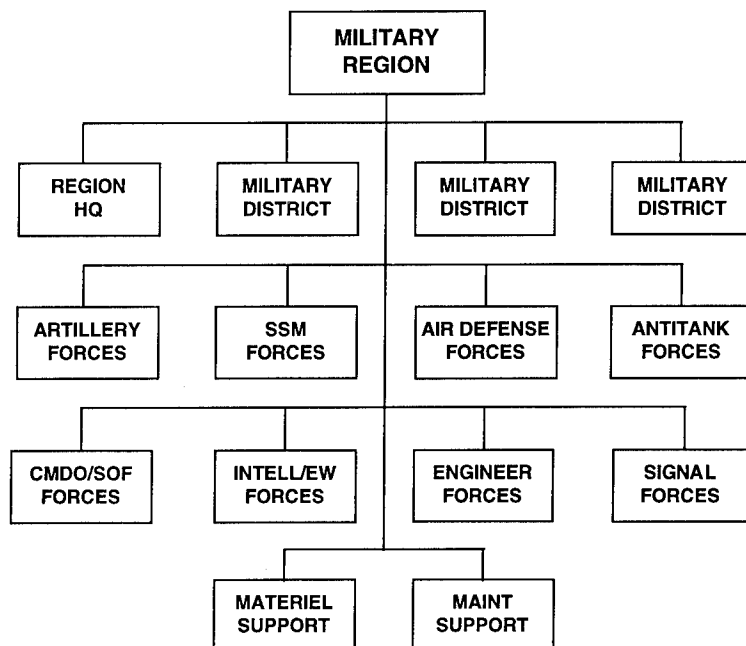 MILITARY
REGION
REGION
HQ
MILITARY
DISTRICT
MILITARY
DISTRICT
MILITARY
DISTRICT
ARTILLERY
FORCES
SSM
FORCES
AIR DEFENSE
FORCES
ANTITANK
FORCES
CMDO/SOF
FORCES
INTELL/EW
FORCES
ENGINEER
FORCES
SIGNAL
FORCES
MATERIEL
SUPPORT
MAINT
SUPPORT